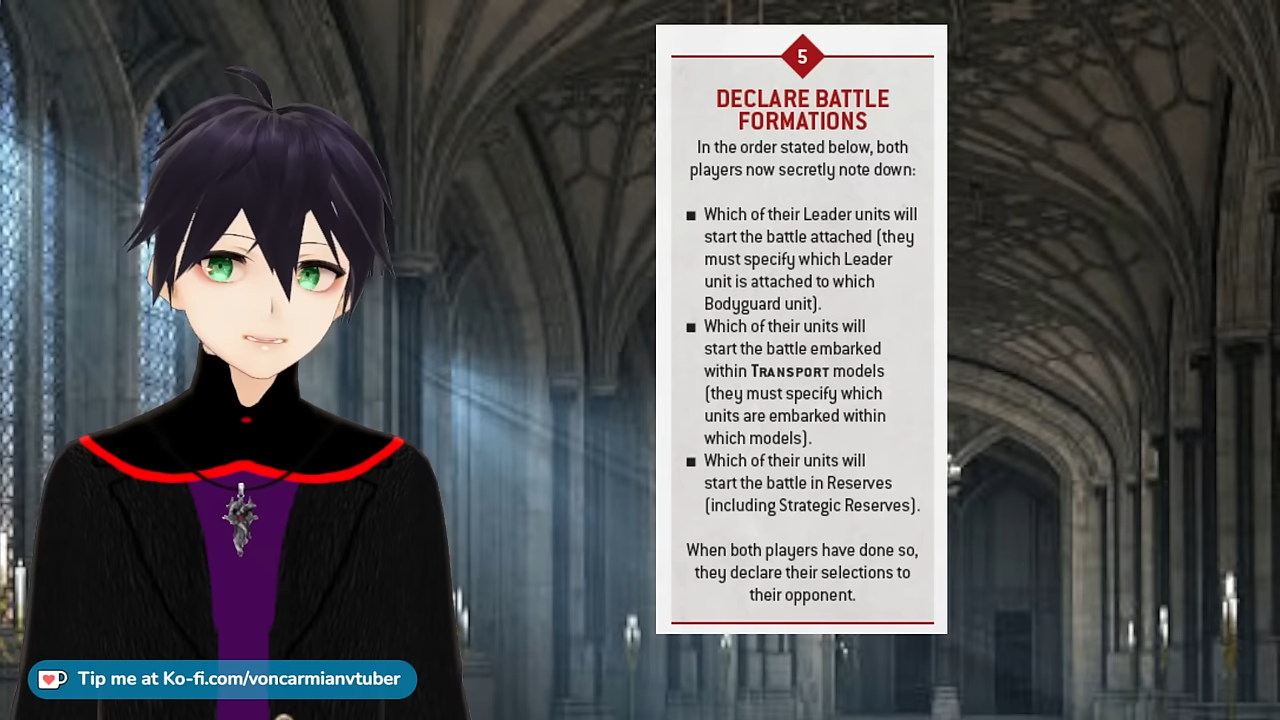 5
DECLARE BATTLE
FORMATIONS
In the order stated below, both
players now secretly note down:
■ Which of their Leader units will
start the battle attached (they
must specify which Leader
unit is attached to which
Bodyguard unit).
■ Which of their units will
start the battle embarked
within TRANSPORT models
(they must specify which
units are embarked within
which models).
■ Which of their units will
start the battle in Reserves
(including Strategic Reserves).
When both players have done so,
they declare their selections to
their opponent.
Tip me at Ko-fi.com/voncarmianvtuber